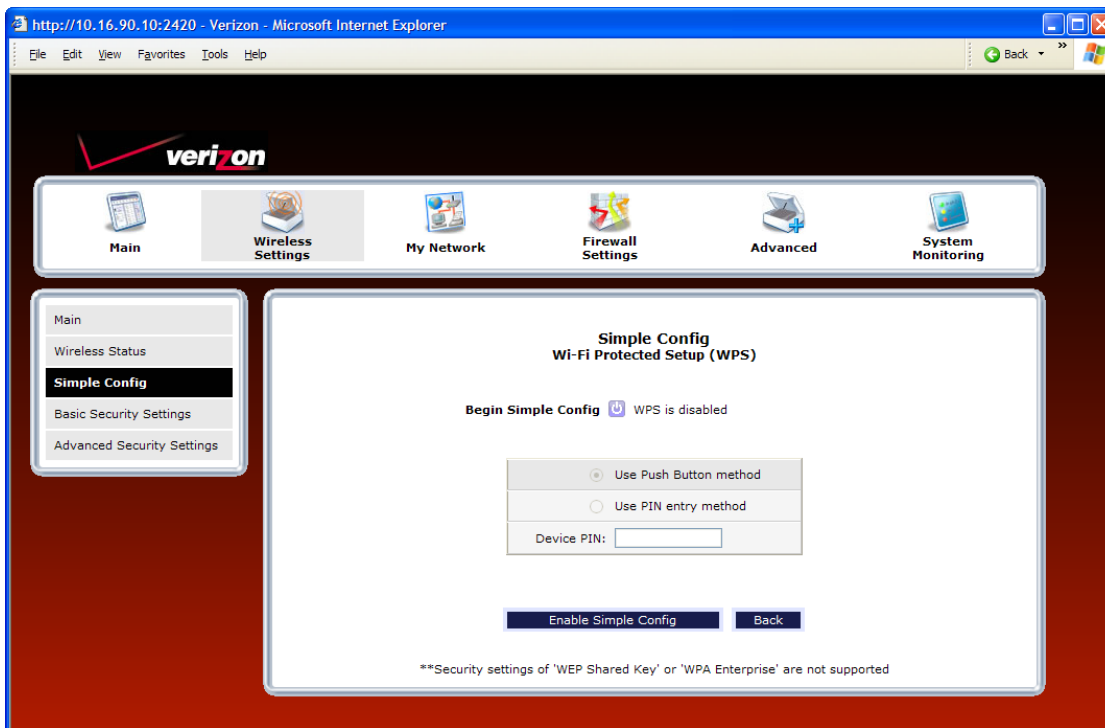 http://10.16.90.10:2420 - Verizon - Microsoft Internet Explorer
File Edit View Favorites Tools Help
Back
verizon
Main
Wireless Settings
My Network
Firewall Settings
Advanced
System Monitoring
Main
Wireless Status
Simple Config
Basic Security Settings
Advanced Security Settings
Simple Config
Wi-Fi Protected Setup (WPS)
Begin Simple Config WPS is disabled
Use Push Button method
Use PIN entry method
Device PIN:
Enable Simple Config Back
**Security settings of 'WEP Shared Key' or 'WPA Enterprise' are not supported